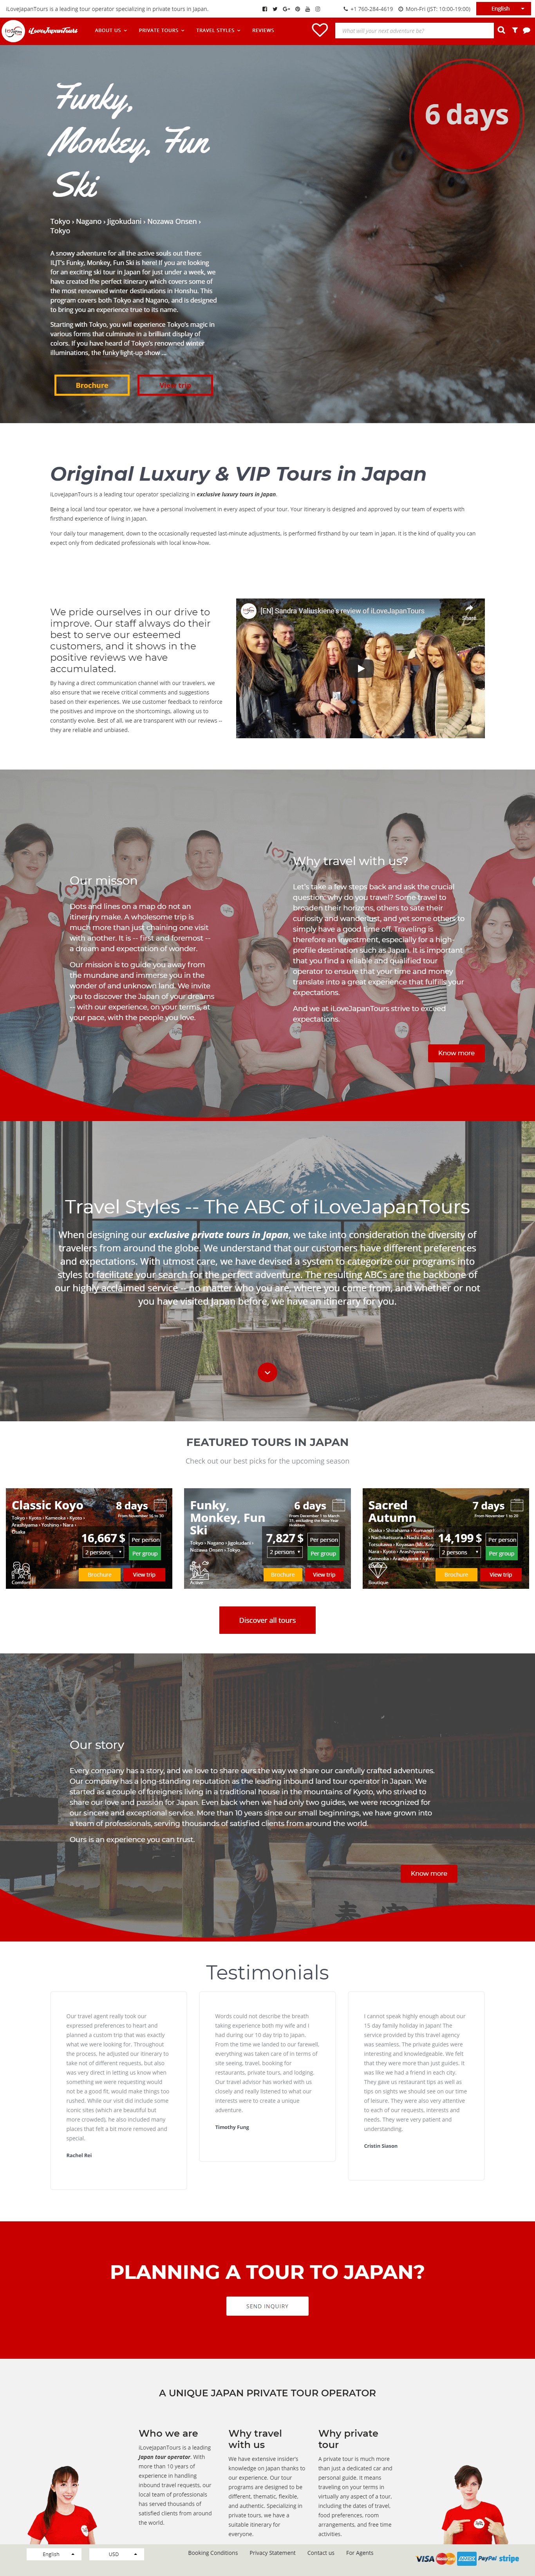 iLoveJapanTours is a leading tour operator specializing in private tours in Japan.
+1 760-284-4619
Mon-Fri (JST: 10:00-19:00)
English
iLoveJapanTours
ABOUT US
PRIVATE TOURS
TRAVEL STYLES
REVIEWS
What will your next adventure be?
Funky,
Monkey, Fun
Ski
6 days
Tokyo › Nagano › Jigokudani › Nozawa Onsen ›
Tokyo
A snowy adventure for all the active souls out there:
ILJT's Funky, Monkey, Fun Ski is here! If you are looking
for an exciting ski tour in Japan for just under a week, we
have created the perfect itinerary which covers some of
the most renowned winter destinations in Honshu. This
program covers both Tokyo and Nagano, and is designed
to bring you an experience true to its name.
Starting with Tokyo, you will experience Tokyo's magic in
various forms that culminate in a brilliant display of
colors. If you have heard of Tokyo's renowned winter
illuminations, the funky light-up show ...
Brochure
View trip
Original Luxury & VIP Tours in Japan
iLoveJapanTours is a leading tour operator specializing in exclusive luxury tours in Japan.
Being a local land tour operator, we have a personal involvement in every aspect of your tour. Your itinerary is designed and approved by our team of experts with
firsthand experience of living in Japan.
Your daily tour management, down to the occasionally requested last-minute adjustments, is performed firsthand by our team in Japan. It is the kind of quality you can
expect only from dedicated professionals with local know-how.
We pride ourselves in our drive to
improve. Our staff always do their
best to serve our esteemed
customers, and it shows in the
positive reviews we have
accumulated.
By having a direct communication channel with our travelers, we
also ensure that we receive critical comments and suggestions
based on their experiences. We use customer feedback to reinforce
the positives and improve on the shortcomings, allowing us to
constantly evolve. Best of all, we are transparent with our reviews --
they are reliable and unbiased.
[EN] Sandra Valiuskiene's review of iLoveJapanTours
Share
Our misson
Dots and lines on a map do not an
itinerary make. A wholesome trip is
much more than just chaining one visit
with another. It is -- first and foremost --
a dream and expectation of wonder.
Our mission is to guide you away from
the mundane and immerse you in the
wonder of and unknown land. We invite
you to discover the Japan of your dreams
-- with our experience, on your terms, at
your pace, with the people you love.
Why travel with us?
Let's take a few steps back and ask the crucial
question: why do you travel? Some travel to
broaden their horizons, others to sate their
curiosity and wanderlust, and yet some others to
simply have a good time off. Traveling is
therefore an investment, especially for a high-
profile destination such as Japan. It is important
that you find a reliable and qualified tour
operator to ensure that your time and money
translate into a great experience that fulfills your
expectations.
And we at iLoveJapanTours strive to exceed
expectations.
Know more
Travel Styles -- The ABC of iLoveJapanTours
When designing our exclusive private tours in Japan, we take into consideration the diversity of
travelers from around the globe. We understand that our customers have different preferences
and expectations. With utmost care, we have devised a system to categorize our programs into
styles to facilitate your search for the perfect adventure. The resulting ABCs are the backbone of
our highly acclaimed service -- no matter who you are, where you come from, and whether or not
you have visited Japan before, we have an itinerary for you.
FEATURED TOURS IN JAPAN
Check out our best picks for the upcoming season
Classic Koyo
8 days
From November 16 to 30
Tokyo › Kyoto › Kameoka › Kyoto ›
Arashiyama › Yoshino › Nara ›
Osaka
16,667 $
Per person
2 persons
Per group
Comfort
Brochure
View trip
Funky,
Monkey, Fun
Ski
6 days
From December 1 to March
31, excluding the New Year
Holidays
Tokyo › Nagano › Jigokudani ›
Nozawa Onsen › Tokyo
7,827 $
Per person
2 persons
Per group
Active
Brochure
View trip
Sacred
Autumn
7 days
From November 1 to 20
Osaka › Shirahama › Kumano
› Nachikatsuura › Nachi Falls ›
14,199 $
Per person
2 persons
Per group
Boutique
Brochure
View trip
Discover all tours
Our story
Every company has a story, and we love to share ours the way we share our carefully crafted adventures.
Our company has a long-standing reputation as the leading inbound land tour operator in Japan. We
started as a couple of foreigners living in a traditional house in the mountains of Kyoto, who strived to
share our love and passion for Japan. Even back when we had only two guides, we were recognized for
our sincere and exceptional service. More than 10 years since our small beginnings, we have grown into
a team of professionals, serving thousands of satisfied clients from around the world.
Ours is an experience you can trust.
Know more
Testimonials
Our travel agent really took our
expressed preferences to heart and
planned a custom trip that was exactly
what we were looking for. Throughout
the process, he adjusted our itinerary to
take not of different requests, but also
was very direct in letting us know when
something we were requesting would
not be a good fit, would make things too
rushed. While our visit did include some
iconic sites (which are beautiful but
more crowded), he also included many
places that felt a bit more removed and
special.
Rachel Rei
Words could not describe the breath
taking experience both my wife and I
had during our 10 day trip to Japan.
From the time we landed to our farewell,
everything was taken care of in terms of
site seeing, travel, booking for
restaurants, private tours, and lodging.
Our travel advisor has worked with us
closely and really listened to what our
interests were to create a unique
adventure.
Timothy Fung
I cannot speak highly enough about our
15 day family holiday in Japan! The
service provided by this travel agency
was seamless. The private guides were
interesting and knowledgeable. We felt
that they were more than just guides, it
was like we had a friend in each city.
They gave us restaurant tips as well as
tips on sights we should see on our time
of leisure. They were also very attentive
to each of our requests, interests and
needs. They were very patient and
understanding.
Cristin Siason
PLANNING A TOUR TO JAPAN?
SEND INQUIRY
A UNIQUE JAPAN PRIVATE TOUR OPERATOR
Who we are
iLoveJapanTours is a leading
Japan tour operator. With
more than 10 years of
experience in handling
inbound travel requests, our
local team of professionals
has served thousands of
satisfied clients from around
the world.
Why travel
with us
We have extensive insider's
knowledge on Japan thanks to
our experience. Our tour
programs are designed to be
different, thematic, flexible,
and authentic. Specializing in
private tours, we have a
suitable itinerary for
everyone.
Why private
tour
A private tour is much more
than just a dedicated car and
personal guide. It means
traveling on your terms in
virtually any aspect of a tour,
including the dates of travel,
food preferences, room
arrangements, and free time
activities.
English
USD
Booking Conditions
Privacy Statement
Contact us
For Agents
VISA
PayPal
stripe